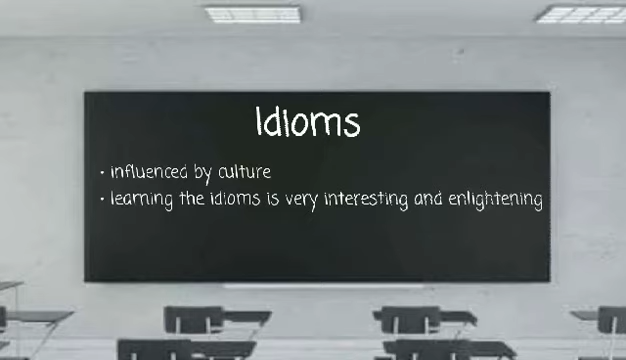 Idioms
• influenced by culture
• learning the idioms is very interesting and enlightening